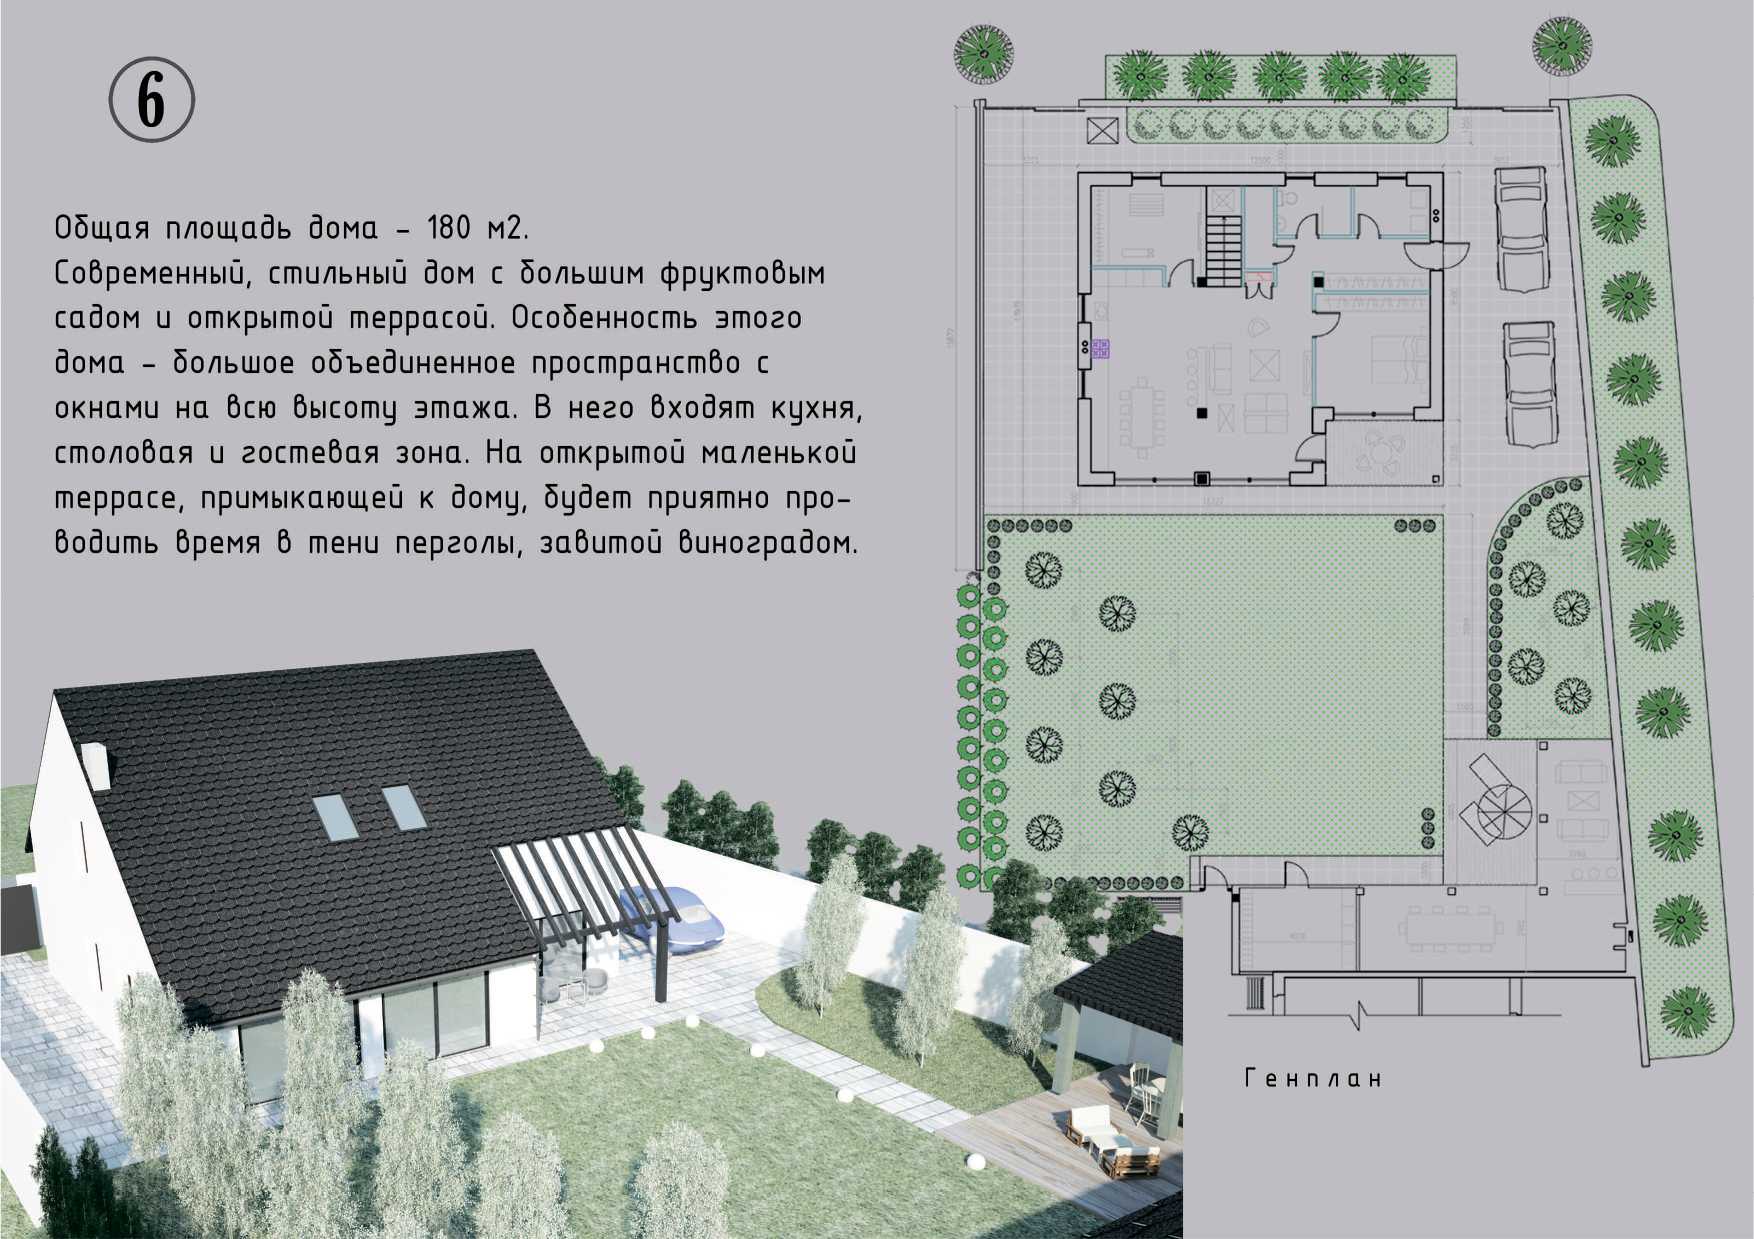 6
Общая площадь дома - 180 м2.
Современный, стильный дом с большим фруктовым
садом и открытой террасой. Особенность этого
дома - большое объединенное пространство с
окнами на всю высоту этажа. В него входят кухня,
столовая и гостевая зона. На открытой маленькой
террасе, примыкающей к дому, будет приятно про-
водить время в тени перголы, завитой виноградом.
Генплан